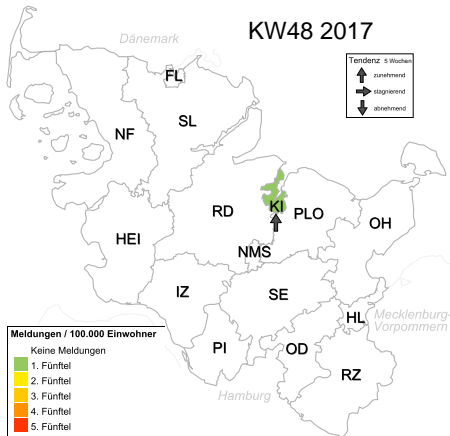 KW48 2017
Dänemark
Tendenz 5 Wochen
zunehmend
stagnierend
abnehmend
FL
SL
NF
KI
RD
PLO
OH
HEI
NMS
IZ
SE
HL
Mecklenburg-
Vorpommern
PI
OD
RZ
Hamburg
Meldungen / 100.000 Einwohner
Keine Meldungen
1. Fünftel
2. Fünftel
3. Fünftel
4. Fünftel
5. Fünftel